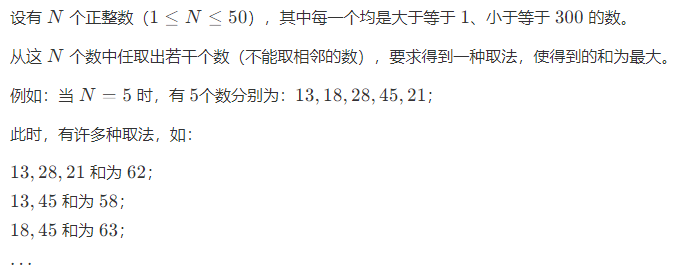 设有 N 个正整数（1 ≤ N ≤ 50），其中每一个均是大于等于 1、小于等于 300 的数。
从这 N 个数中任取出若干个数（不能取相邻的数），要求得到一种取法，使得到的和为最大。
例如：当 N = 5 时，有 5个数分别为：13, 18, 28, 45, 21；
此时，有许多种取法，如：
13, 28, 21 和为 62；
13, 45 和为 58；
18, 45 和为 63；
⋯